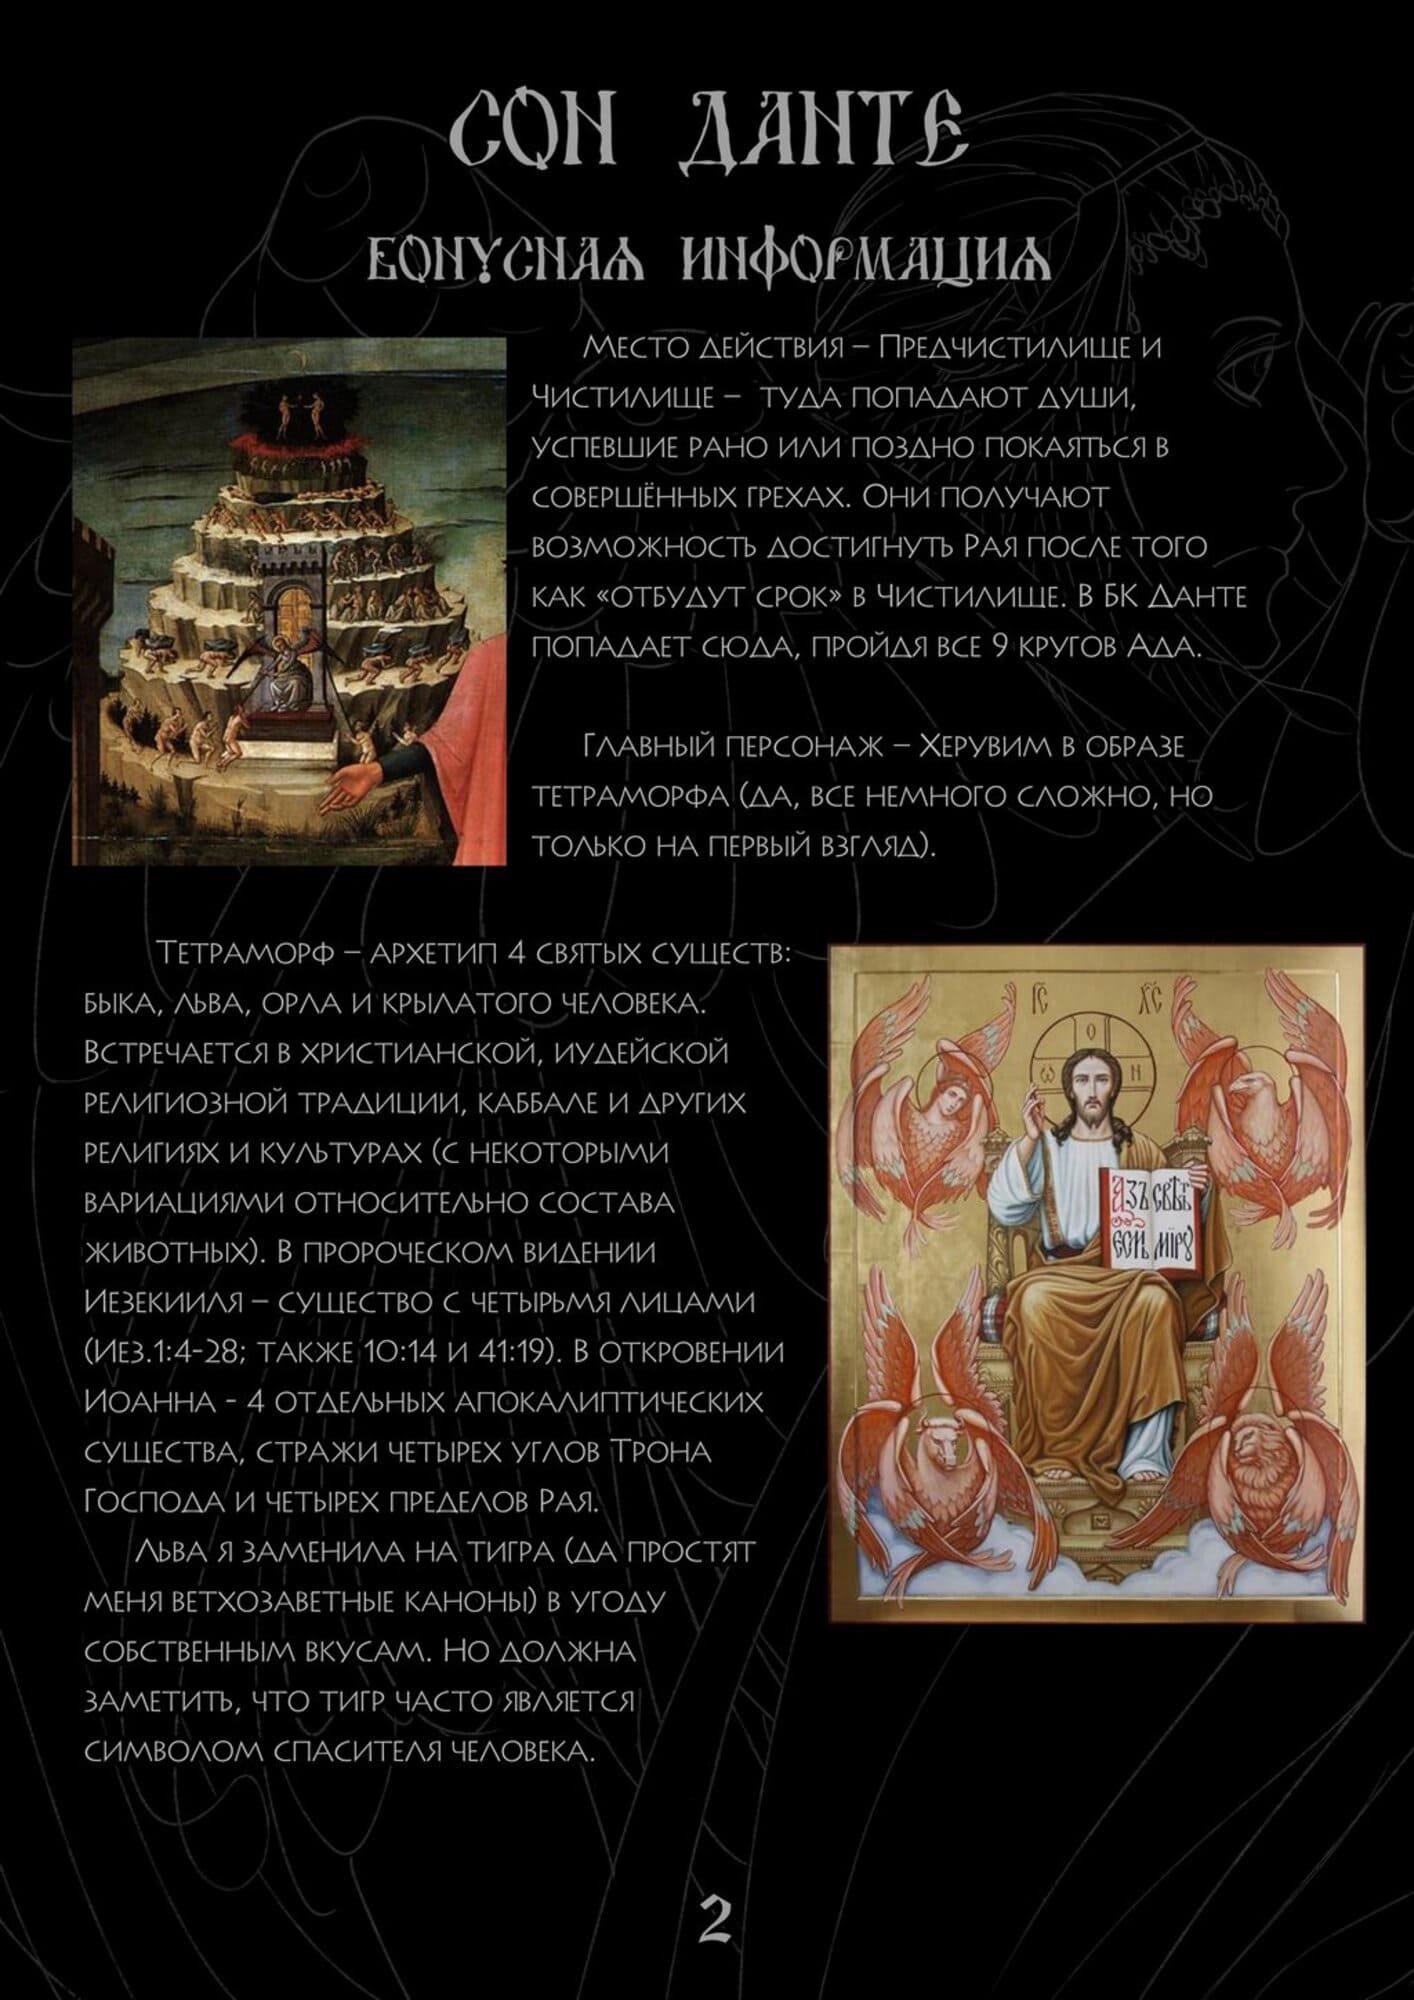 СОН ДАНТЕ
БОНУСНАЯ ИНФОРМАЦИЯ
Место действия – Предчистилище и
Чистилище – туда попадают души,
успевшие рано или поздно покаяться в
совершённых грехах. Они получают
возможность достигнуть Рая после того
как «отбудут срок» в Чистилище. В БК Данте
попадает сюда, пройдя все 9 кругов Ада.
Главный персонаж – Херувим в образе
тетраморфа (да, все немного сложно, но
только на первый взгляд).
Тетраморф – архетип 4 святых существ:
быка, льва, орла и крылатого человека.
Встречается в христианской, иудейской
религиозной традиции, каббале и других
религиях и культурах (с некоторыми
вариациями относительно состава
животных). В пророческом видении
Иезекииля – существо с четырьмя лицами
(Иез.1:4-28; также 10:14 и 41:19). В откровении
Иоанна - 4 отдельных апокалиптических
существа, стражи четырех углов Трона
Господа и четырех пределов Рая.
Льва я заменила на тигра (да простят
меня ветхозаветные каноны) в угоду
собственным вкусам. Но должна
заметить, что тигр часто является
символом спасителя человека.
І҃С Х҃С
О
Ѡ Н
АЗЪ СВѢТЪ
ЕСМЬ МІРУ
2